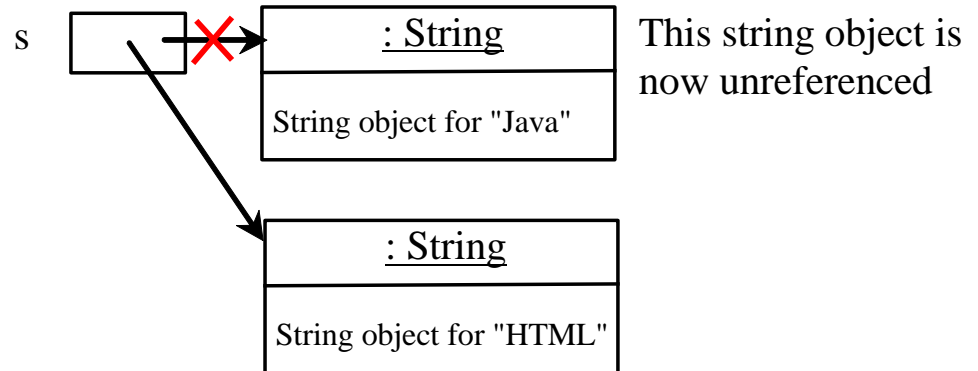 s
: String
This string object is
now unreferenced
String object for "Java"
: String
String object for "HTML"